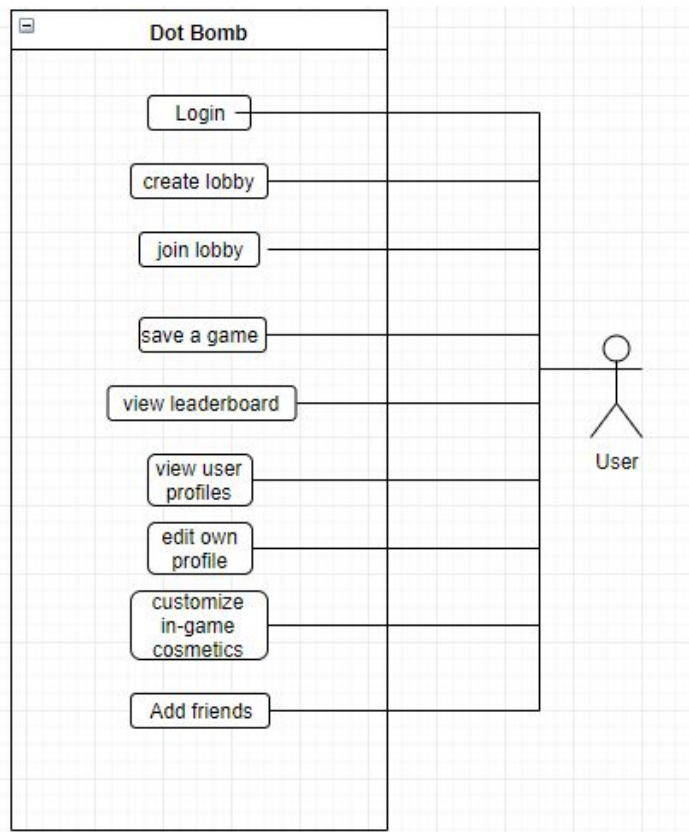 Dot Bomb
Login
create lobby
join lobby
save a game
view leaderboard
view user
profiles
edit own
profile
customize
in-game
cosmetics
Add friends
User